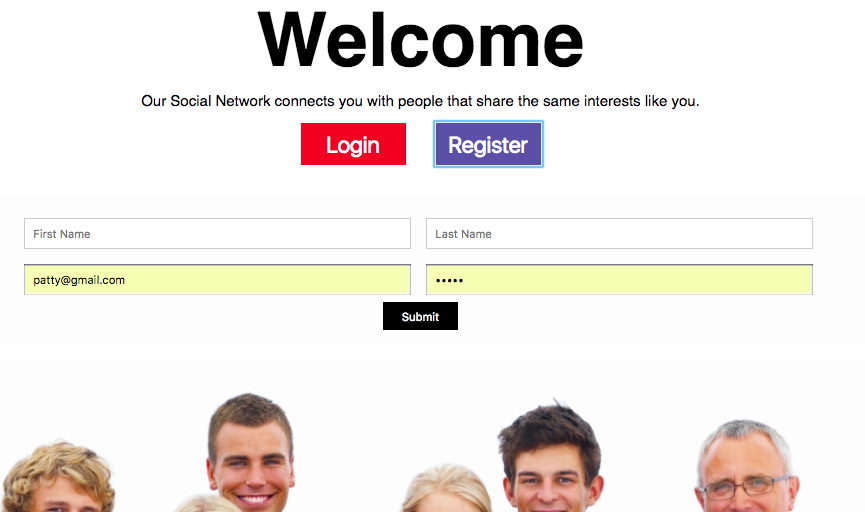 Welcome
Our Social Network connects you with people that share the same interests like you.
Login Register
First Name Last Name
patty@gmail.com •••••
Submit